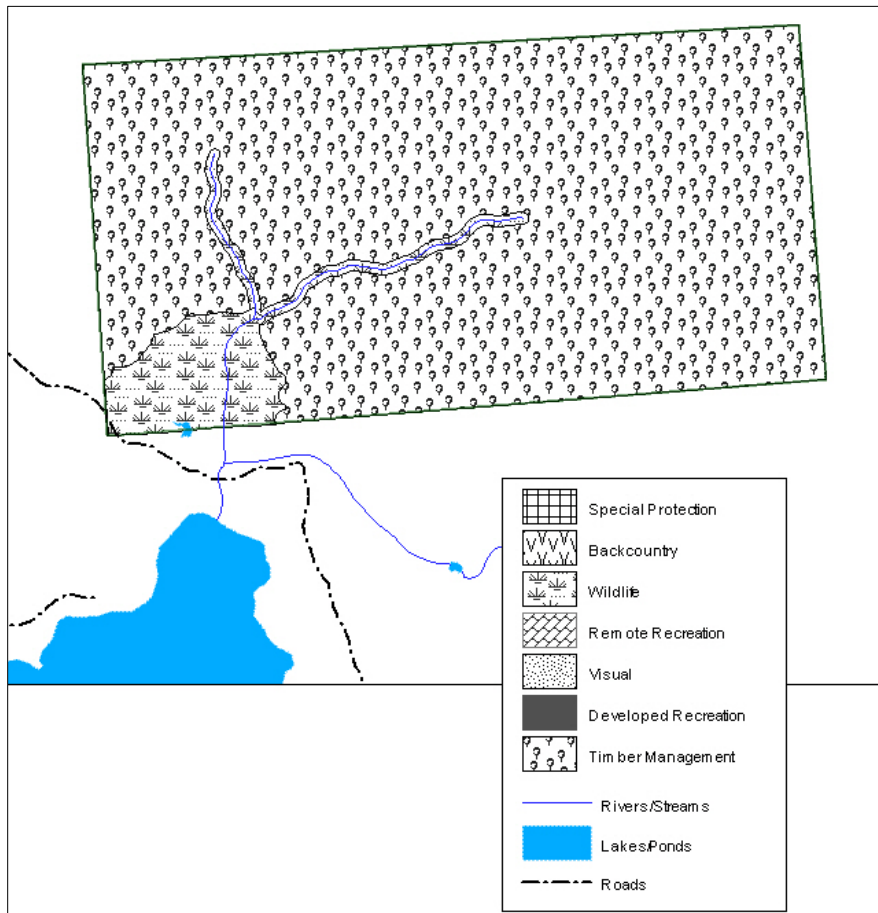 Special Protection
Backcountry
Wildlife
Remote Recreation
Visual
Developed Recreation
Timber Management
Rivers/Streams
Lakes/Ponds
Roads